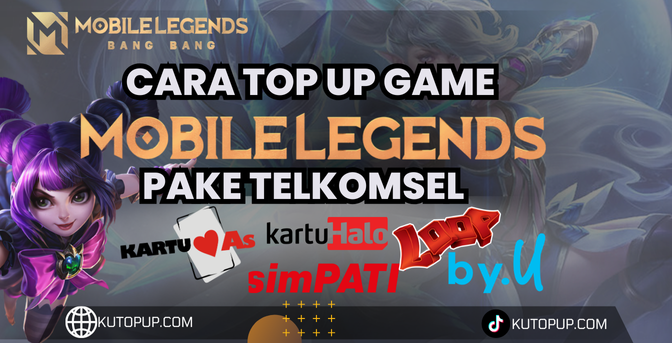 MOBILE LEGENDS
BANG BANG
CARA TOP UP GAME
MOBILE LEGENDS
PAKE TELKOMSEL
KARTU As
kartuHalo
LOOP
simPATI
by.U
KUTOPUP.COM
KUTOPUP.COM